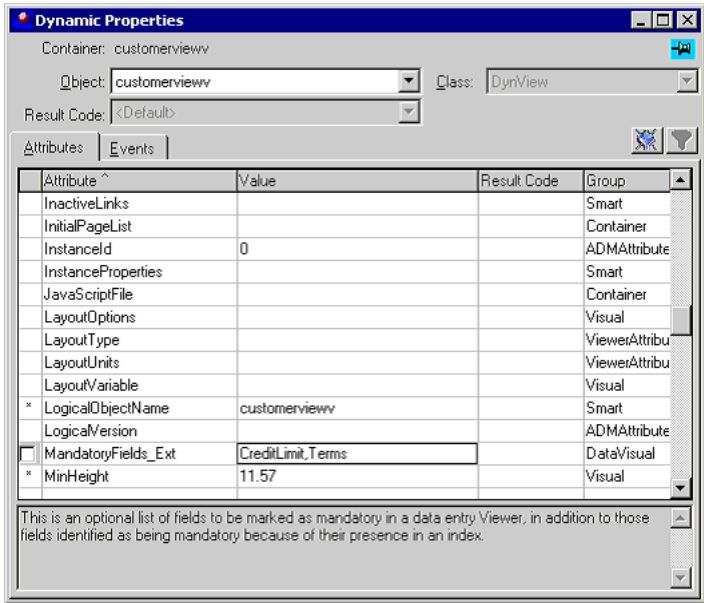 Dynamic Properties
Container: customerviewv
Object: customerviewv Class: DynView
Result Code: <Default>
Attributes Events
Attribute ^ Value Result Code Group
InactiveLinks Smart
InitialPageList Container
InstanceId 0 ADMAttribute
InstanceProperties Smart
JavaScriptFile Container
LayoutOptions Visual
LayoutType ViewerAttribu
LayoutUnits ViewerAttribu
LayoutVariable Visual
* LogicalObjectName customerviewv Smart
LogicalVersion ADMAttribute
MandatoryFields_Ext CreditLimit,Terms DataVisual
* MinHeight 11.57 Visual
This is an optional list of fields to be marked as mandatory in a data entry Viewer, in addition to those
fields identified as being mandatory because of their presence in an index.